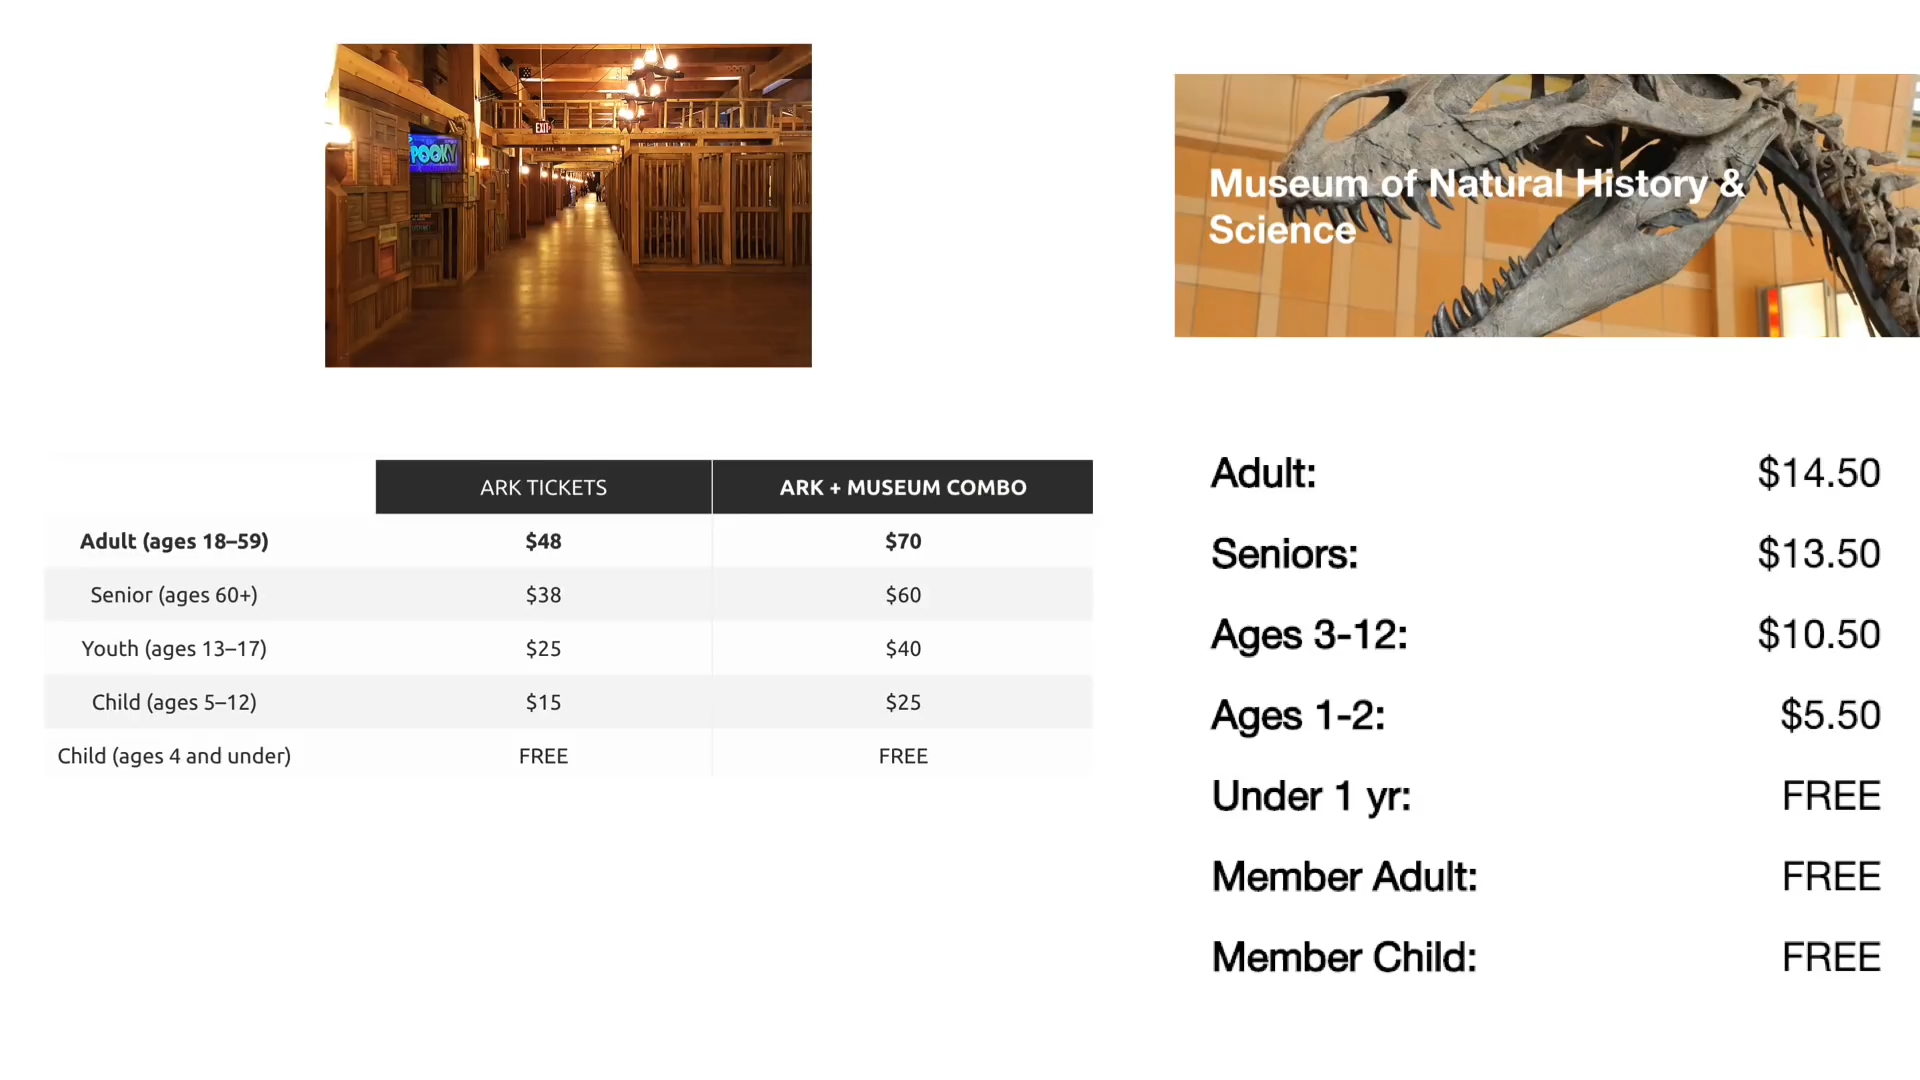 EXIT
POOKY
Museum of Natural History &
Science
ARK TICKETS ARK + MUSEUM COMBO
Adult (ages 18–59) $48 $70
Senior (ages 60+) $38 $60
Youth (ages 13–17) $25 $40
Child (ages 5–12) $15 $25
Child (ages 4 and under) FREE FREE
Adult: $14.50
Seniors: $13.50
Ages 3-12: $10.50
Ages 1-2: $5.50
Under 1 yr: FREE
Member Adult: FREE
Member Child: FREE